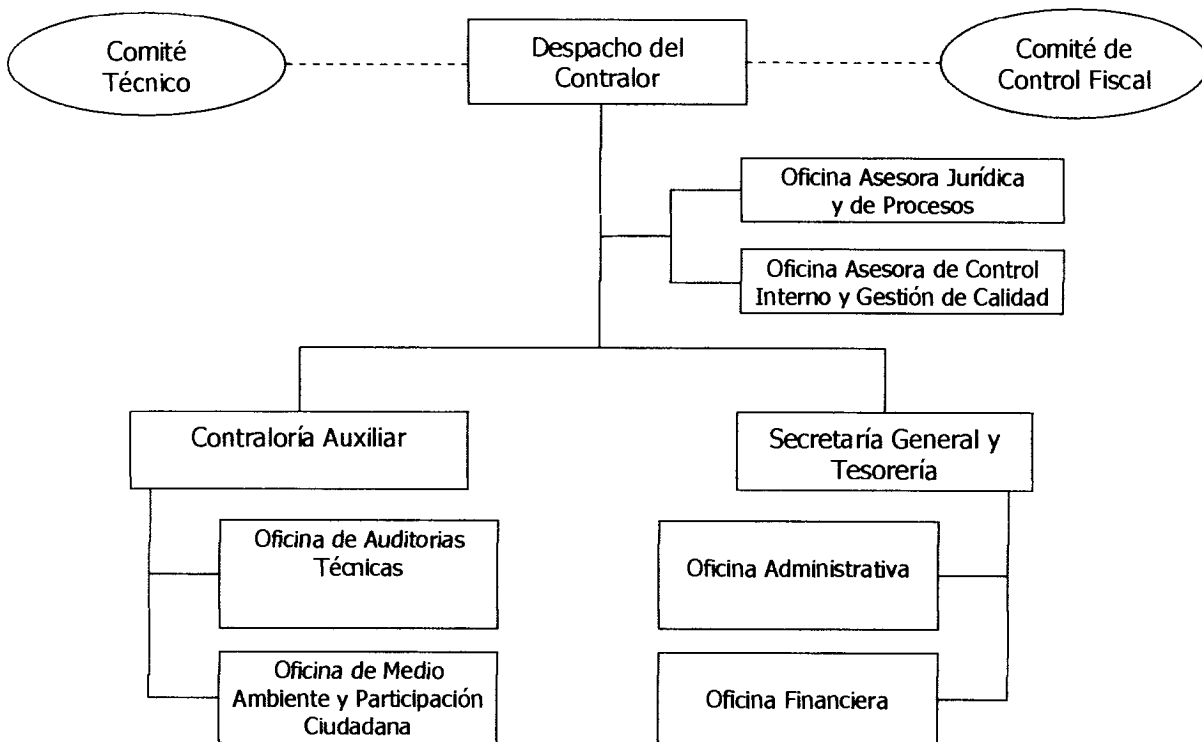 Comité
Técnico
Despacho del
Contralor
Comité de
Control Fiscal
Oficina Asesora Jurídica
y de Procesos
Oficina Asesora de Control
Interno y Gestión de Calidad
Contraloría Auxiliar
Secretaría General y
Tesorería
Oficina de Auditorias
Técnicas
Oficina Administrativa
Oficina de Medio
Ambiente y Participación
Ciudadana
Oficina Financiera